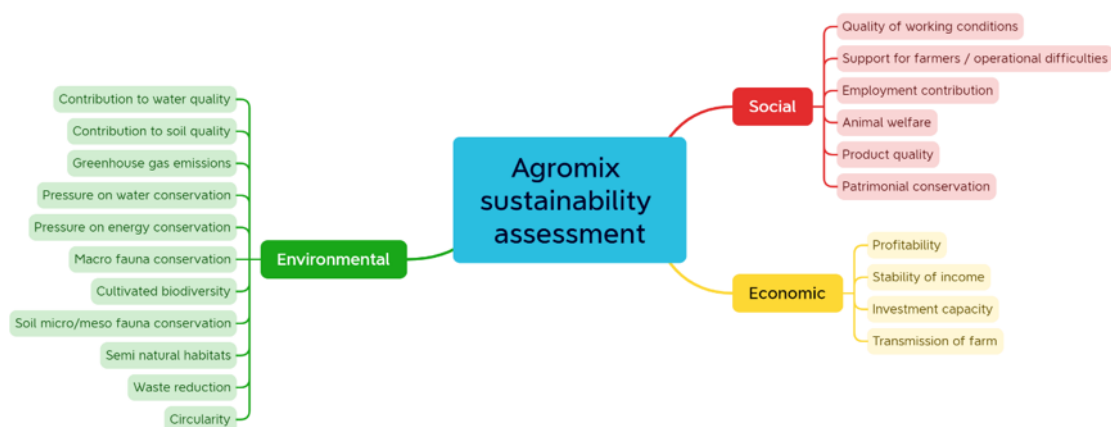 Agromix
sustainability
assessment
Environmental
Contribution to water quality
Contribution to soil quality
Greenhouse gas emissions
Pressure on water conservation
Pressure on energy conservation
Macro fauna conservation
Cultivated biodiversity
Soil micro/meso fauna conservation
Semi natural habitats
Waste reduction
Circularity
Social
Quality of working conditions
Support for farmers / operational difficulties
Employment contribution
Animal welfare
Product quality
Patrimonial conservation
Economic
Profitability
Stability of income
Investment capacity
Transmission of farm